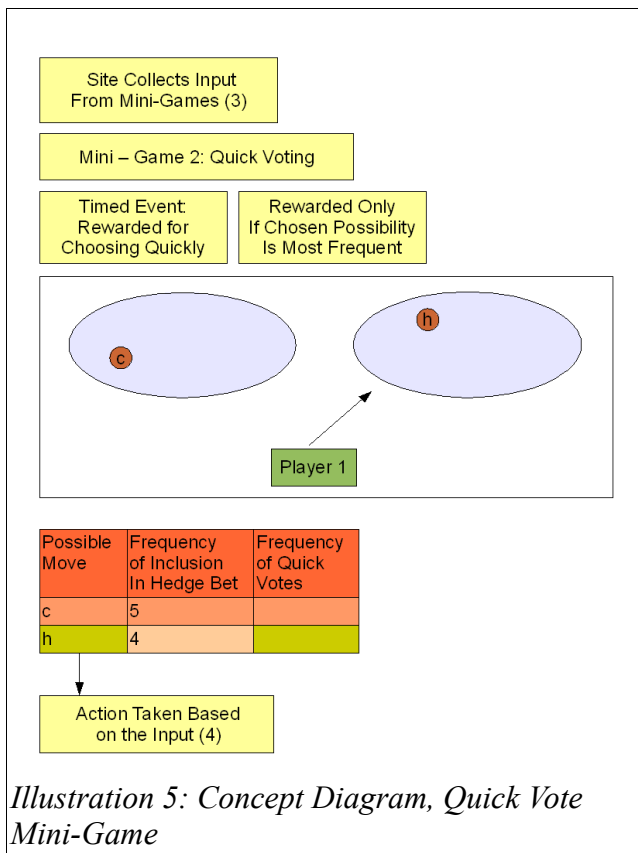 Site Collects Input
From Mini-Games (3)
Mini – Game 2: Quick Voting
Timed Event:
Rewarded for
Choosing Quickly
Rewarded Only
If Chosen Possibility
Is Most Frequent
c
h
Player 1
Possible
Move
Frequency
of Inclusion
In Hedge Bet
Frequency
of Quick
Votes
c 5
h 4
Action Taken Based
on the Input (4)
Illustration 5: Concept Diagram, Quick Vote
Mini-Game